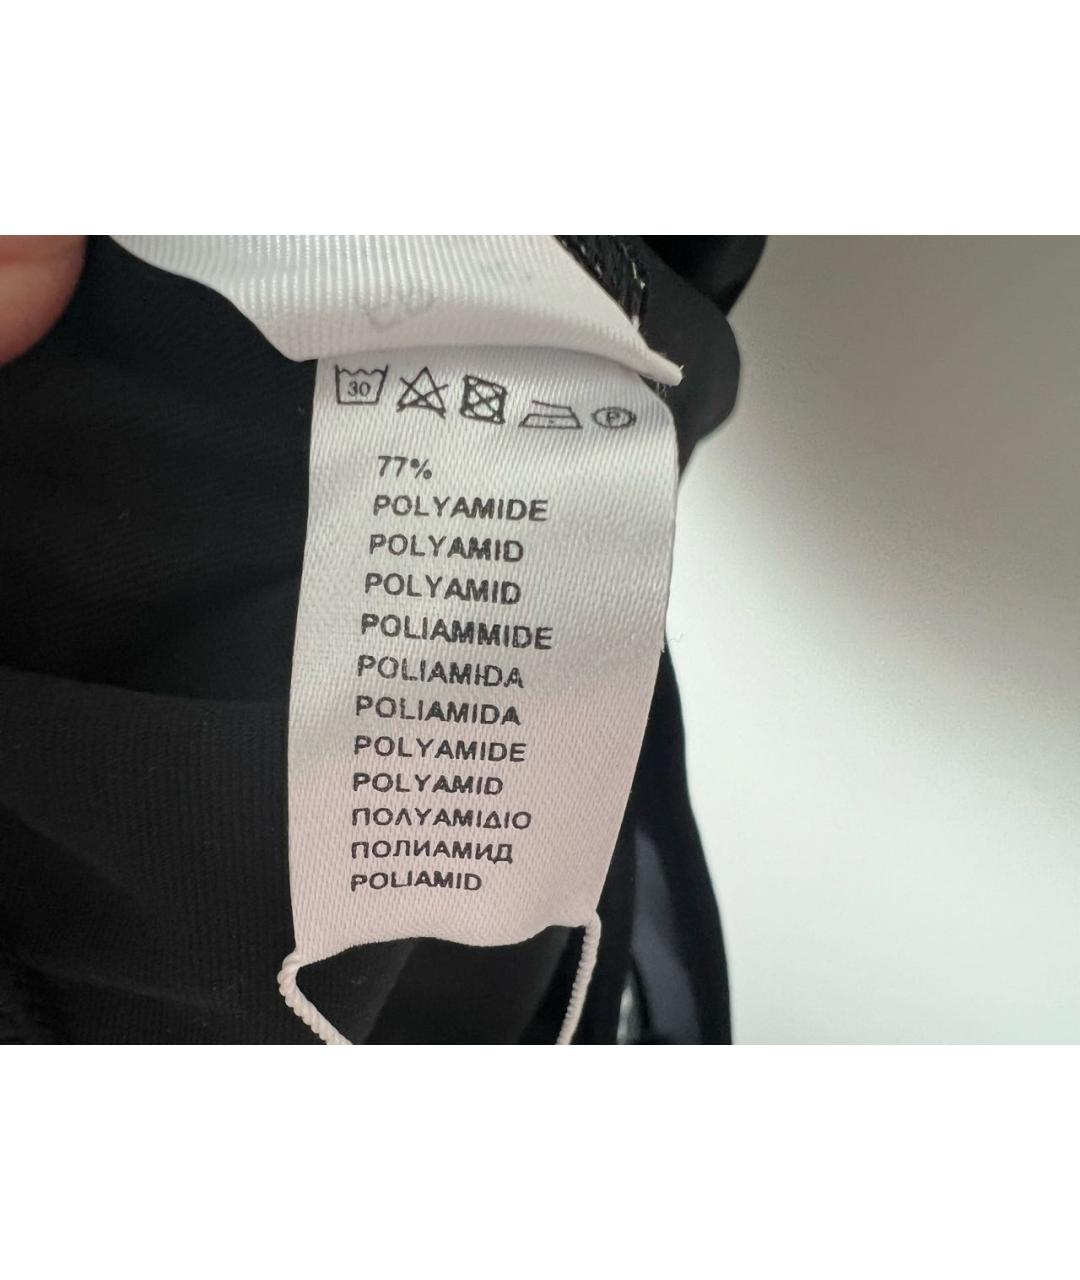 30
P
77%
POLYAMIDE
POLYAMID
POLYAMID
POLIAMMIDE
POLIAMIDA
POLIAMIDA
POLYAMIDE
POLYAMID
ΠΟΛΥΑΜΙΔΙΟ
ПОЛИАМИД
POLIAMID